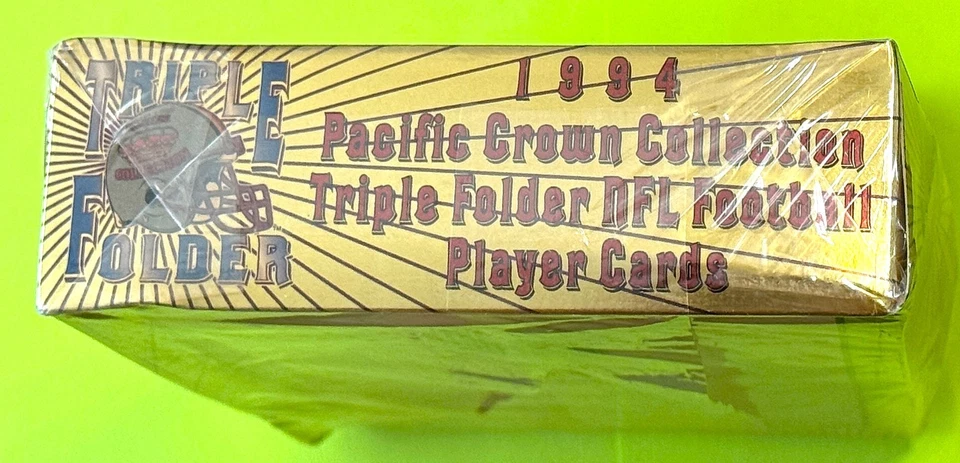 TRIPLE
FOLDER
1994
Pacific Crown Collection
Triple Folder NFL Football
Player Cards